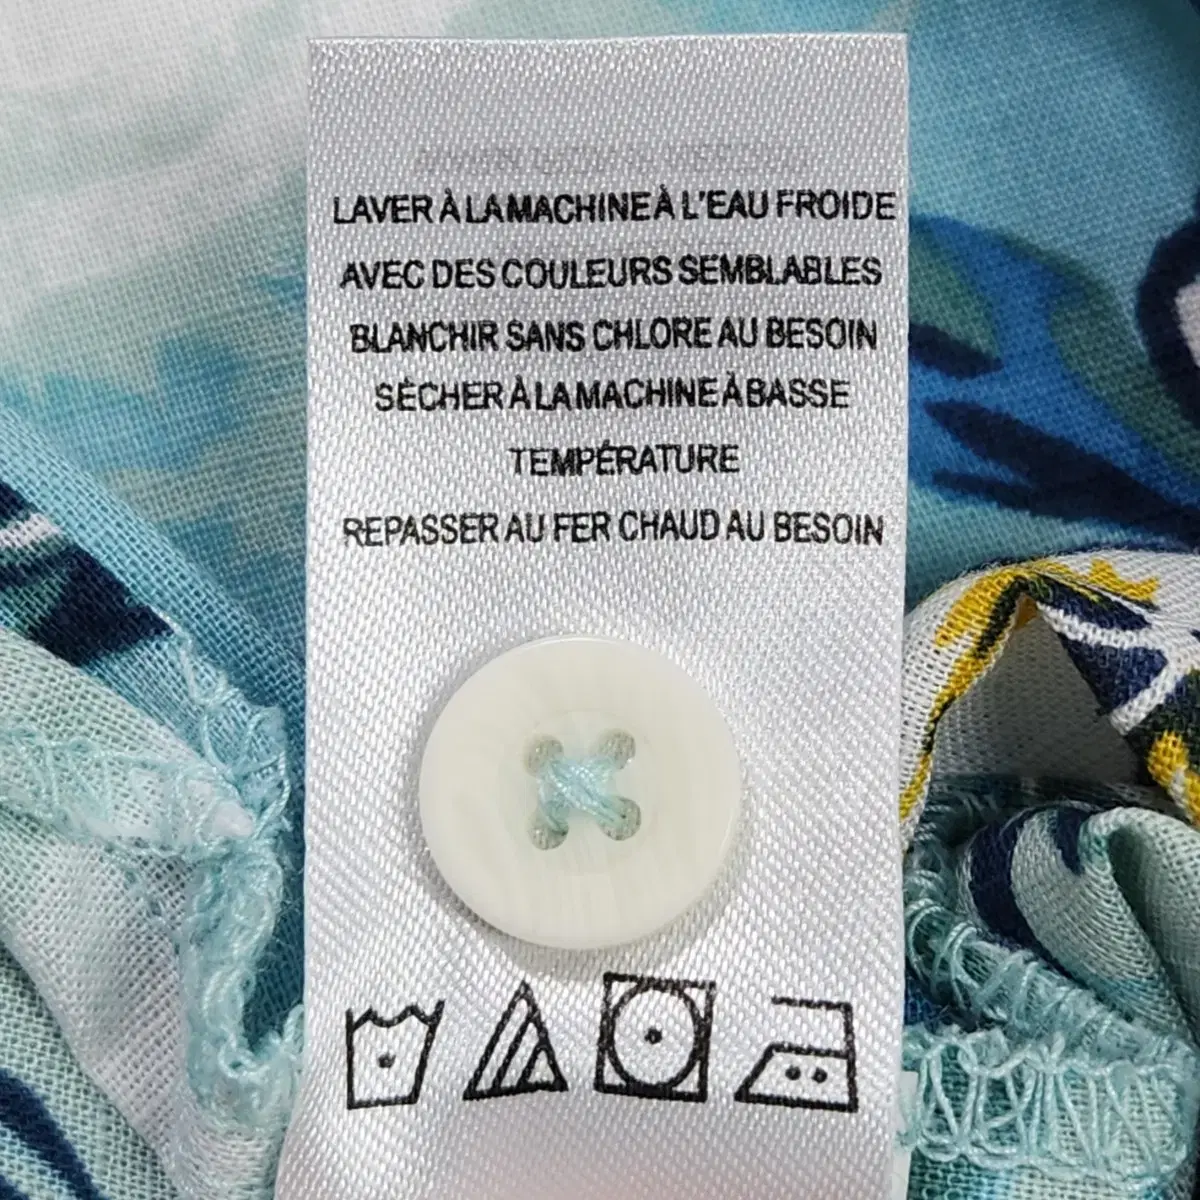 LAVER À LA MACHINE À L'EAU FROIDE
AVEC DES COULEURS SEMBLABLES
BLANCHIR SANS CHLORE AU BESOIN
SÉCHER À LA MACHINE À BASSE
TEMPÉRATURE
REPASSER AU FER CHAUD AU BESOIN